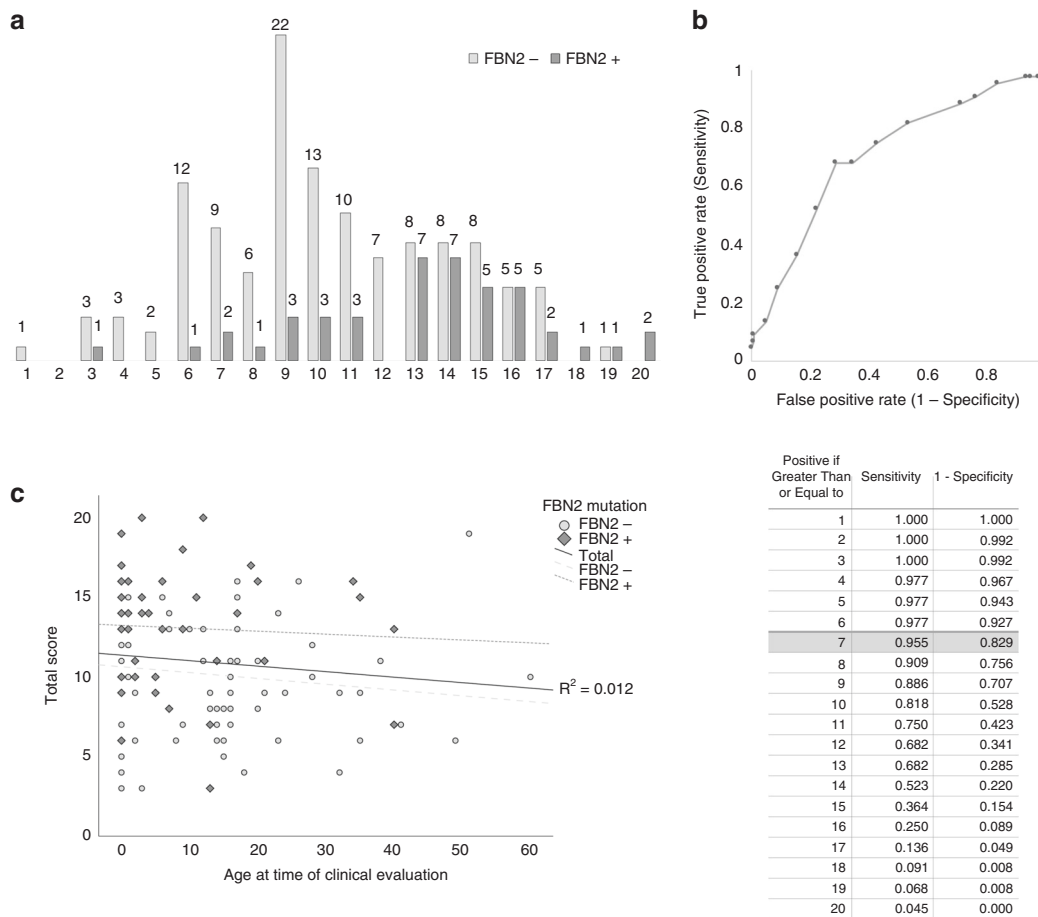 a
22
FBN2 – FBN2 +
13
12
10
9
8 8 8
7 7 7
6
5 5 5 5
3 3 3 3 3
2 2 2 2
1 1 1 1 1 1 1
1 2 3 4 5 6 7 8 9 10 11 12 13 14 15 16 17 18 19 20
b
True positive rate (Sensitivity)
1
0.8
0.6
0.4
0.2
0
0 0.2 0.4 0.6 0.8
False positive rate (1 – Specificity)
c
Total score
20
15
10
5
0
0 10 20 30 40 50 60
Age at time of clinical evaluation
FBN2 mutation
FBN2 –
FBN2 +
Total
FBN2 –
FBN2 +
R² = 0.012
Positive if
Greater Than
or Equal to
Sensitivity
1 - Specificity
1 1.000 1.000
2 1.000 0.992
3 1.000 0.992
4 0.977 0.967
5 0.977 0.943
6 0.977 0.927
7 0.955 0.829
8 0.909 0.756
9 0.886 0.707
10 0.818 0.528
11 0.750 0.423
12 0.682 0.341
13 0.682 0.285
14 0.523 0.220
15 0.364 0.154
16 0.250 0.089
17 0.136 0.049
18 0.091 0.008
19 0.068 0.008
20 0.045 0.000